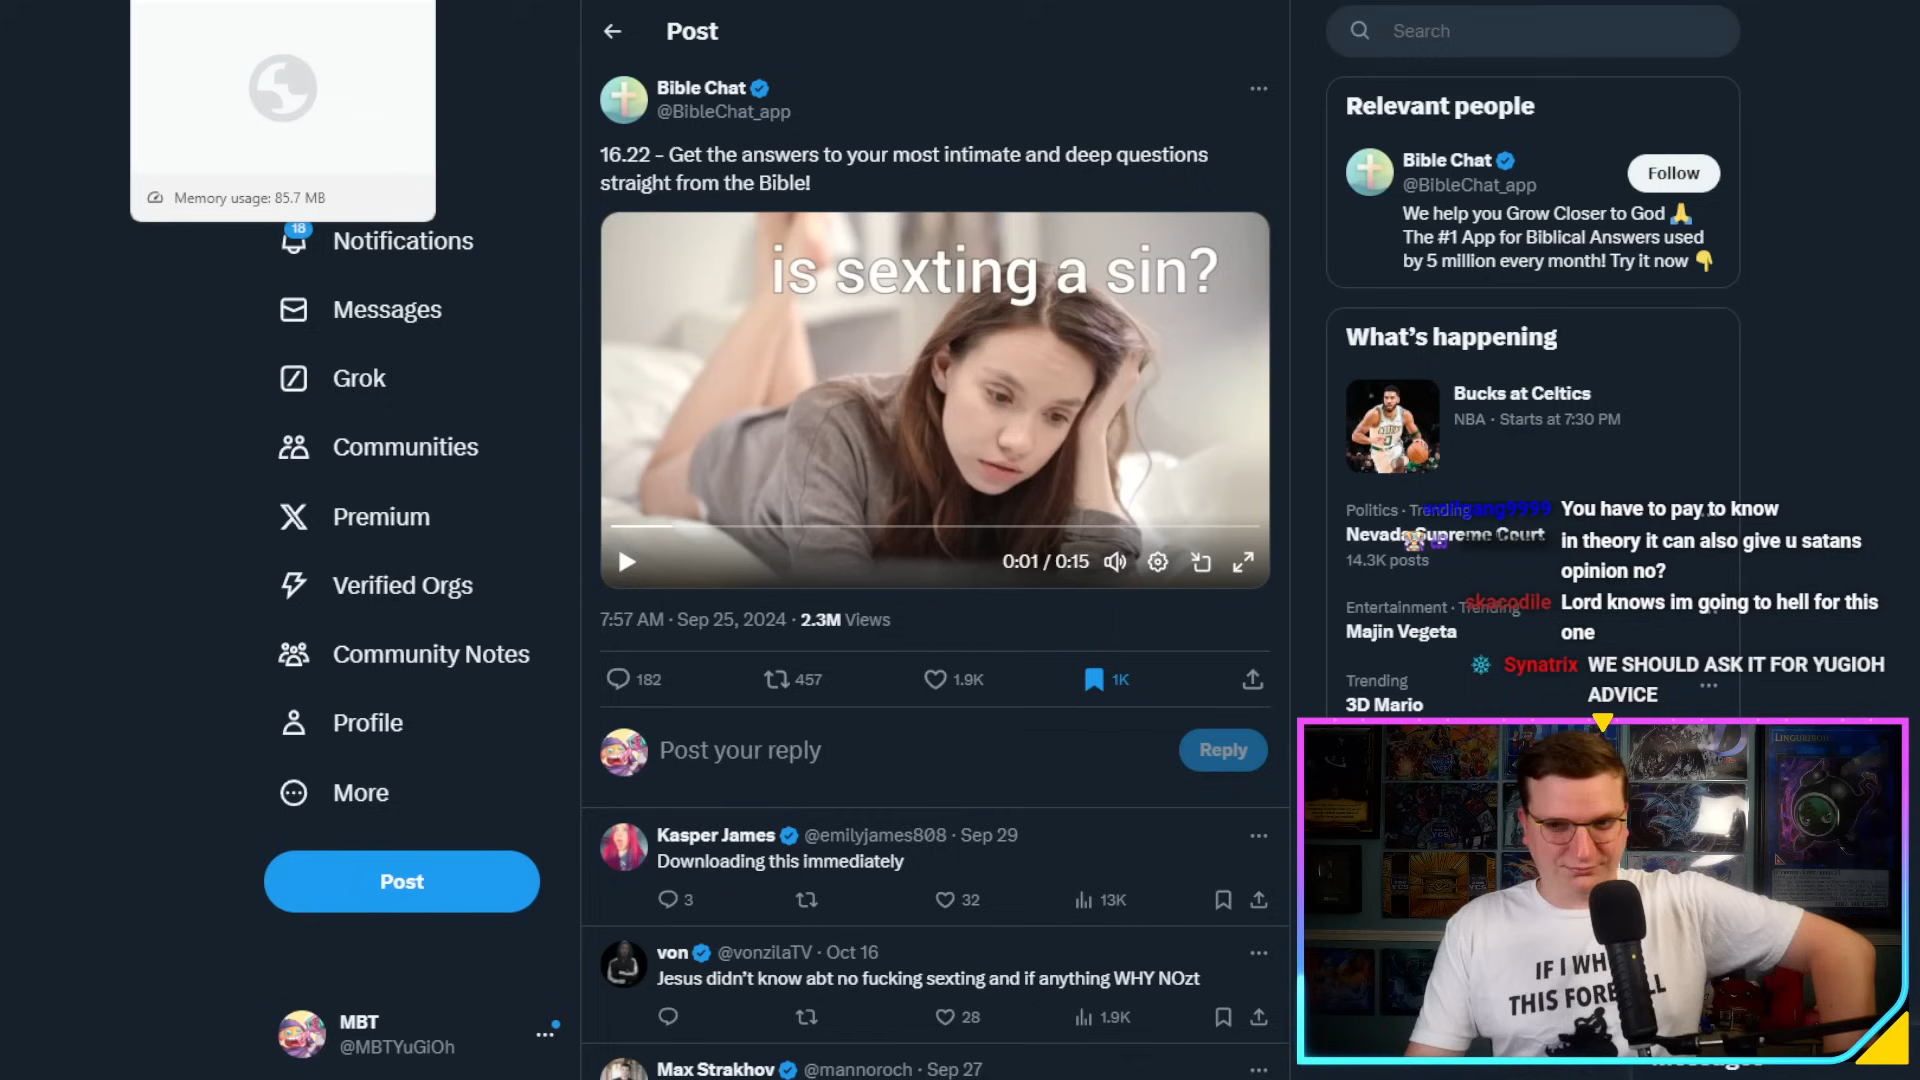 Post
Search
Bible Chat
@BibleChat_app
16.22 - Get the answers to your most intimate and deep questions
straight from the Bible!
is sexting a sin?
0:01 / 0:15
7:57 AM · Sep 25, 2024 · 2.3M Views
182
457
1.9K
1K
Post your reply
Reply
Kasper James @emilyjames808 · Sep 29
Downloading this immediately
3
32
13K
von @vonzilaTV · Oct 16
Jesus didn't know abt no fucking sexting and if anything WHY NOzt
28
1.9K
Max Strakhov @mannoroch · Sep 27
Memory usage: 85.7 MB
18
Notifications
Messages
Grok
Communities
Premium
Verified Orgs
Community Notes
Profile
More
Post
MBT
@MBTYuGiOh
Relevant people
Bible Chat
@BibleChat_app
Follow
We help you Grow Closer to God 🙏
The #1 App for Biblical Answers used
by 5 million every month! Try it now 👇
What's happening
Bucks at Celtics
NBA · Starts at 7:30 PM
Politics · Trending
Nevada Supreme Court
14.3K posts
Entertainment · Trending
Majin Vegeta
Trending
3D Mario
You have to pay to know
in theory it can also give u satans
opinion no?
skacodile Lord knows im going to hell for this
one
Synatrix WE SHOULD ASK IT FOR YUGIOH
ADVICE
LINGURIBOH
IF I
THIS